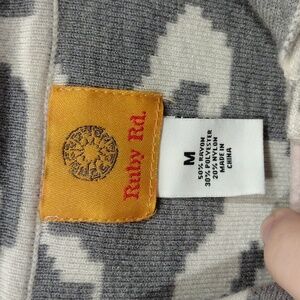 Ruby Rd.
M
50% RAYON
30% POLYESTER
20% NYLON
MADE IN
CHINA